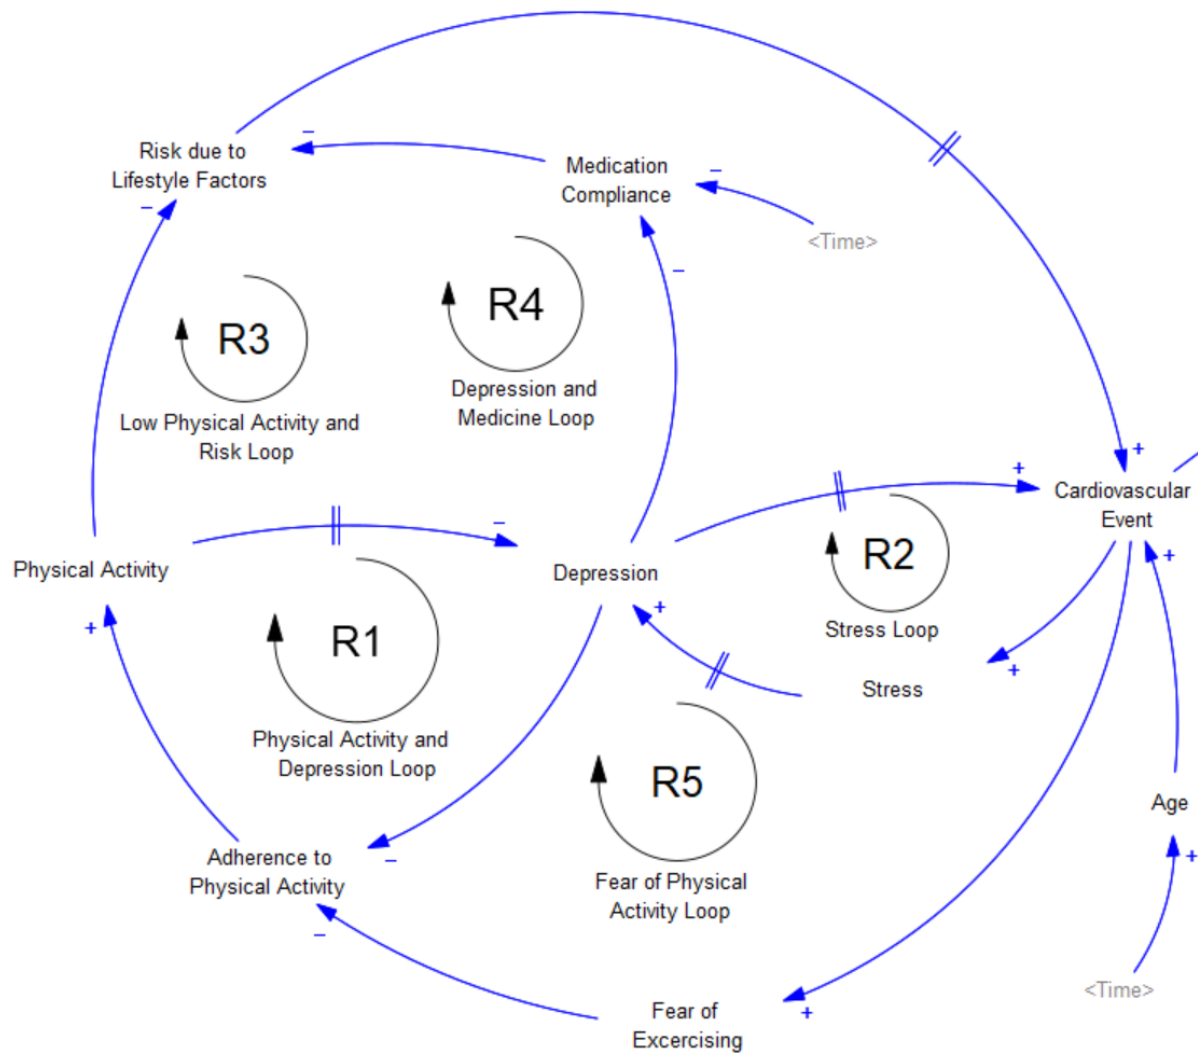 Risk due to
Lifestyle Factors
–
–
Medication
Compliance
–
<Time>
–
–
R3
Low Physical Activity and
Risk Loop
R4
Depression and
Medicine Loop
+
+
Cardiovascular
Event
–
Physical Activity
Depression
R2
Stress Loop
+
+
+
+
Stress
R1
Physical Activity and
Depression Loop
R5
Fear of Physical
Activity Loop
Age
+
–
Adherence to
Physical Activity
–
<Time>
+
Fear of
Excercising